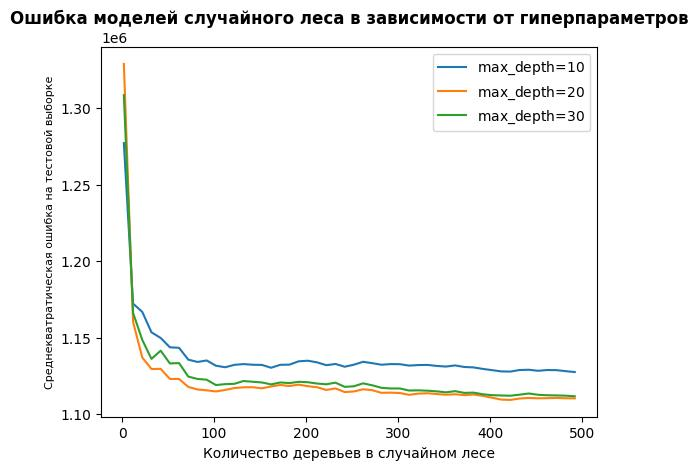 Ошибка моделей случайного леса в зависимости от гиперпараметров
1e6
max_depth=10
max_depth=20
max_depth=30
1.30
1.25
1.20
1.15
1.10
Среднекватратическая ошибка на тестовой выборке
0
100
200
300
400
500
Количество деревьев в случайном лесе